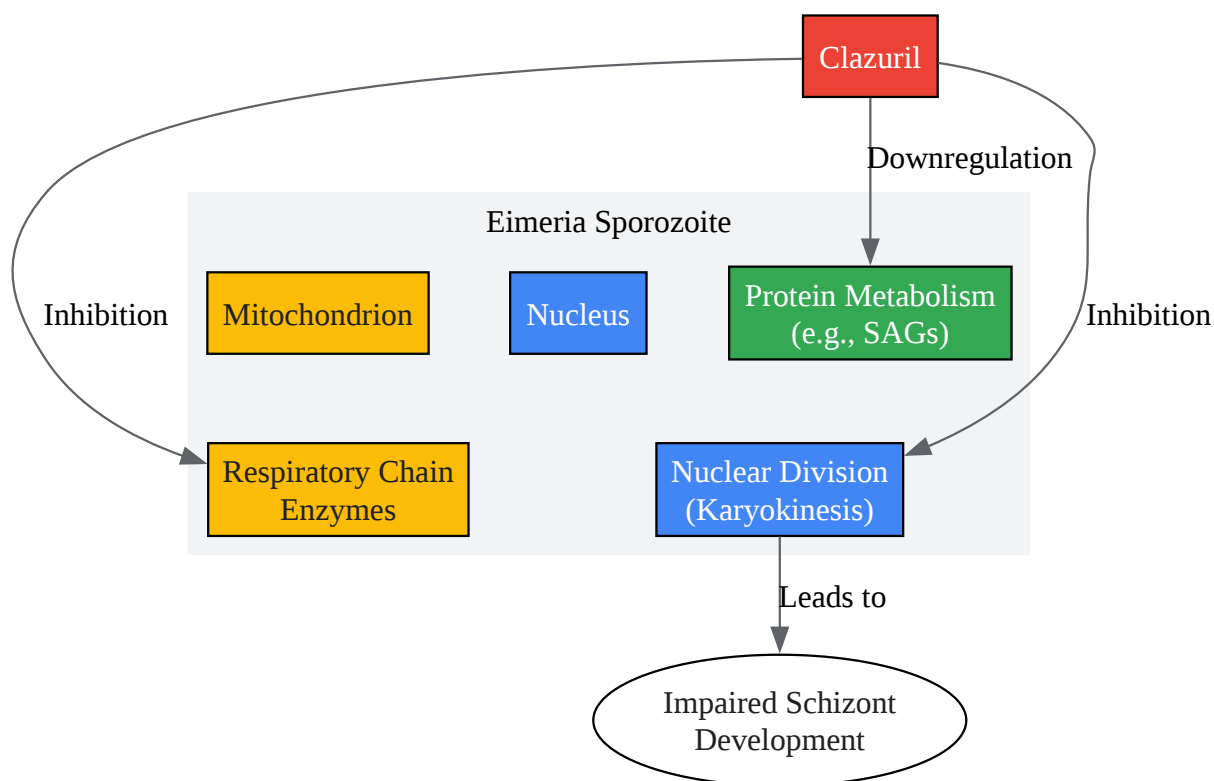 Clazuril
Downregulation
Eimeria Sporozoite
Mitochondrion
Nucleus
Protein Metabolism
(e.g., SAGs)
Inhibition
Inhibition
Respiratory Chain
Enzymes
Nuclear Division
(Karyokinesis)
Leads to
Impaired Schizont
Development